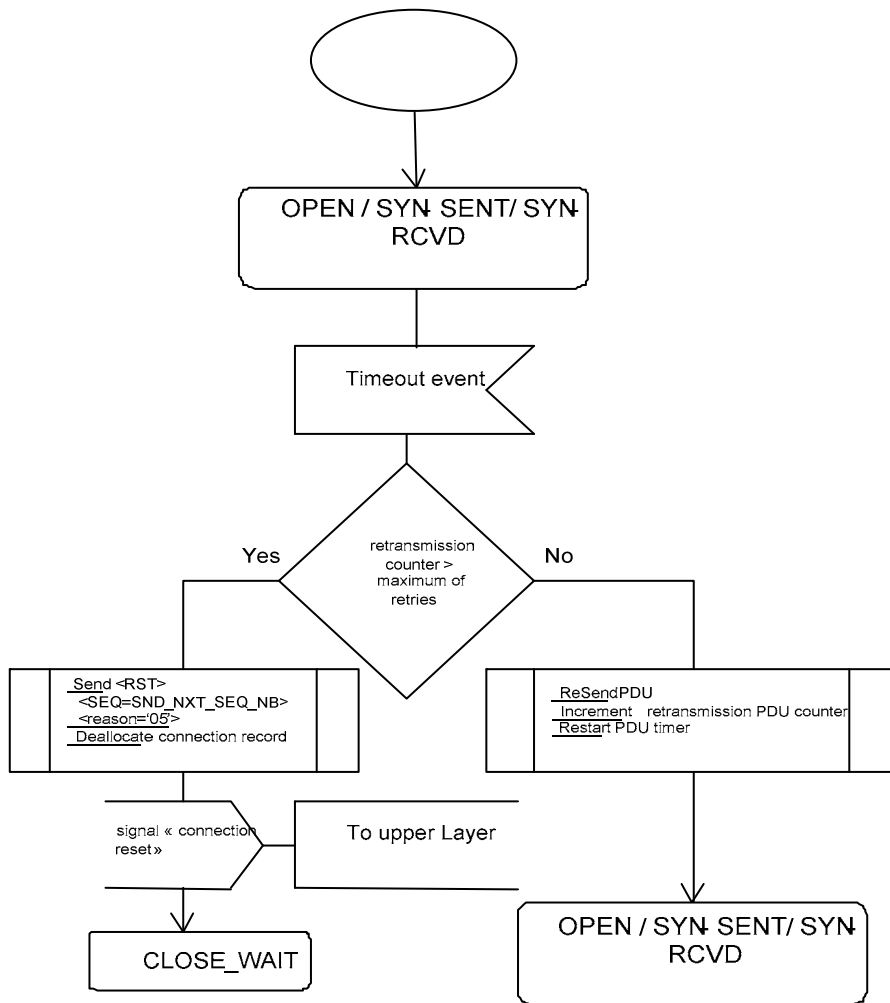 OPEN / SYN- SENT/ SYN-
RCVD
Timeout event
Yes
retransmission
counter >
maximum of
retries
No
Send <RST>
<SEQ=SND_NXT_SEQ_NB>
<reason='05'>
Deallocate connection record
ReSendPDU
Increment retransmission PDU counter
Restart PDU timer
signal « connection
reset»
To upper Layer
CLOSE_WAIT
OPEN / SYN- SENT/ SYN-
RCVD